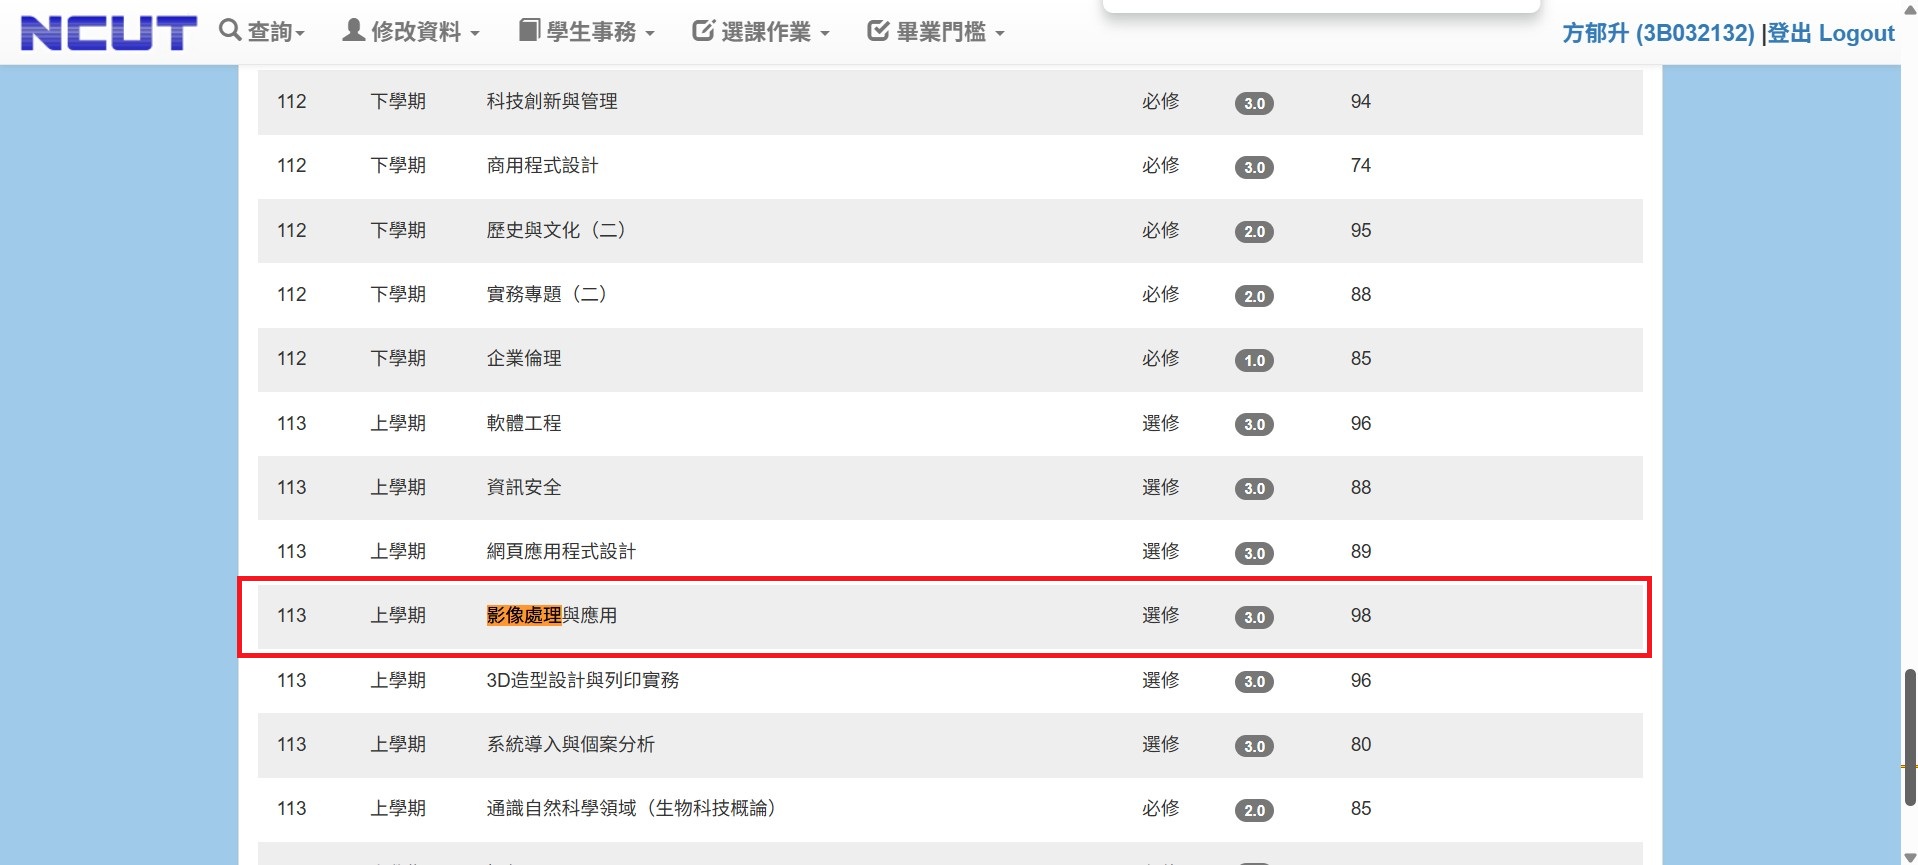 NCUT 查詢 修改資料 學生事務 選課作業 畢業門檻 方郁升 (3B032132) |登出 Logout
112 下學期 科技創新與管理 必修 3.0 94
112 下學期 商用程式設計 必修 3.0 74
112 下學期 歷史與文化（二） 必修 2.0 95
112 下學期 實務專題（二） 必修 2.0 88
112 下學期 企業倫理 必修 1.0 85
113 上學期 軟體工程 選修 3.0 96
113 上學期 資訊安全 選修 3.0 88
113 上學期 網頁應用程式設計 選修 3.0 89
113 上學期 影像處理與應用 選修 3.0 98
113 上學期 3D造型設計與列印實務 選修 3.0 96
113 上學期 系統導入與個案分析 選修 3.0 80
113 上學期 通識自然科學領域（生物科技概論） 必修 2.0 85